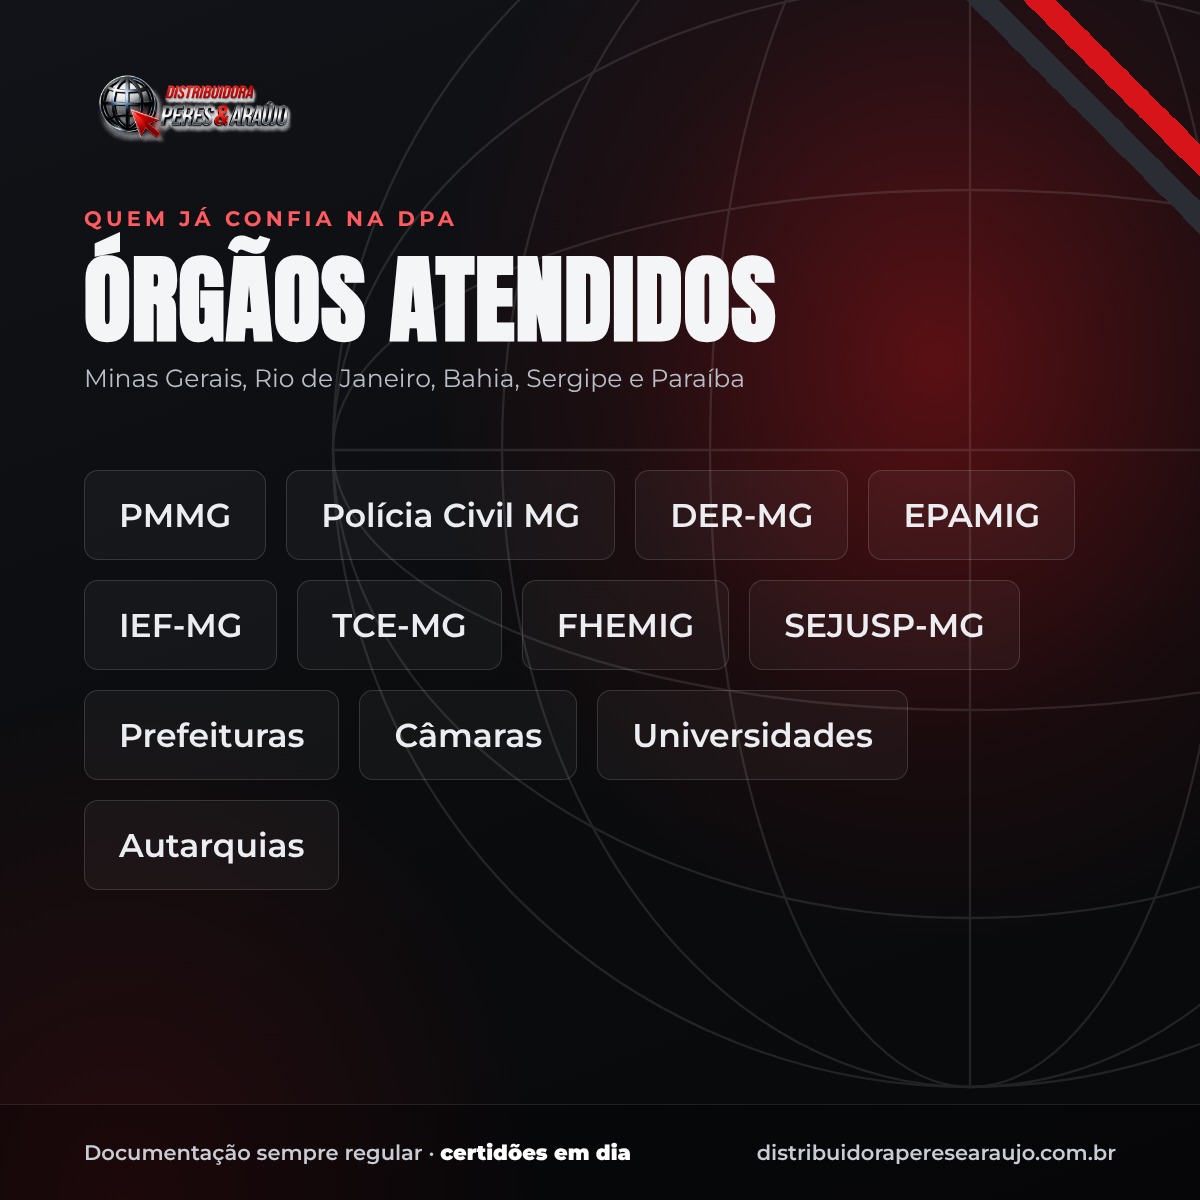 DISTRIBUIDORA
PERES&ARAÚJO
QUEM JÁ CONFIA NA DPA
ÓRGÃOS ATENDIDOS
Minas Gerais, Rio de Janeiro, Bahia, Sergipe e Paraíba
PMMG Polícia Civil MG DER-MG EPAMIG
IEF-MG TCE-MG FHEMIG SEJUSP-MG
Prefeituras Câmaras Universidades
Autarquias
Documentação sempre regular · certidões em dia distribuidoraperesearaujo.com.br